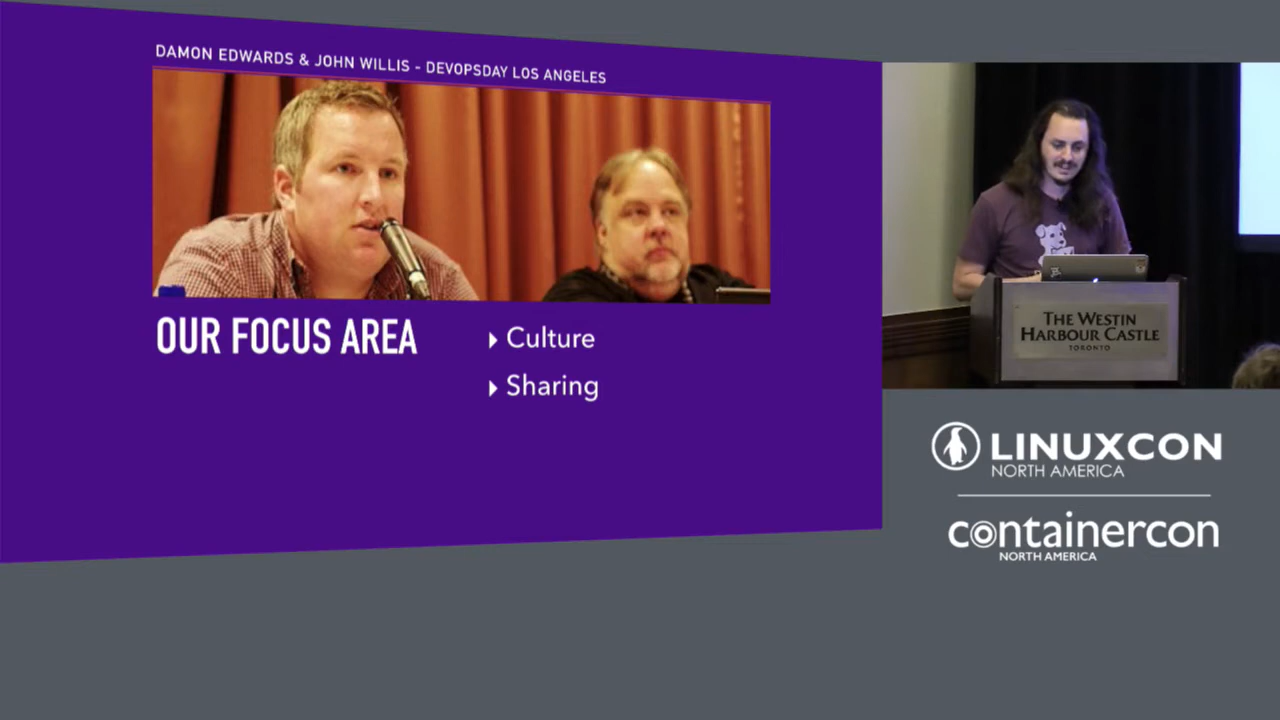 DAMON EDWARDS & JOHN WILLIS - DEVOPSDAY LOS ANGELES
OUR FOCUS AREA
Culture
Sharing
THE WESTIN
HARBOUR CASTLE
TORONTO
LINUXCON
NORTH AMERICA
containercon
NORTH AMERICA